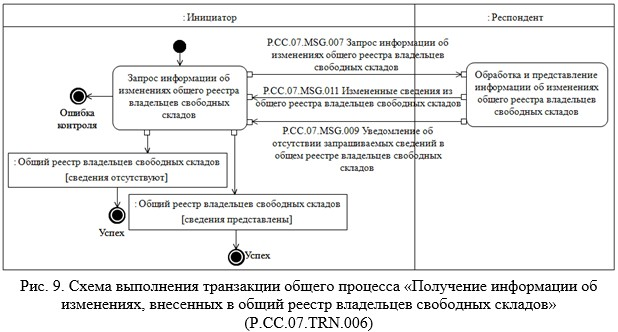 : Инициатор
: Респондент
P.CC.07.MSG.007 Запрос информации об
изменениях общего реестра владельцев
свободных складов
Запрос информации об
изменениях общего реестра
владельцев свободных
складов
Обработка и представление
информации об изменениях
общего реестра владельцев
свободных складов
P.CC.07.MSG.011 Измененные сведения из
общего реестра владельцев свободных складов
Ошибка
контроля
P.CC.07.MSG.009 Уведомление об
отсутствии запрашиваемых сведений в
общем реестре владельцев свободных
складов
: Общий реестр владельцев свободных складов
[сведения отсутствуют]
: Общий реестр владельцев свободных складов
[сведения представлены]
Успех
Успех
Рис. 9. Схема выполнения транзакции общего процесса «Получение информации об
изменениях, внесенных в общий реестр владельцев свободных складов»
(P.CC.07.TRN.006)